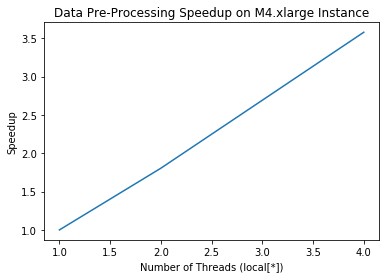 Data Pre-Processing Speedup on M4.xlarge Instance
3.5
3.0
2.5
2.0
1.5
1.0
Speedup
1.0 1.5 2.0 2.5 3.0 3.5 4.0
Number of Threads (local[*])